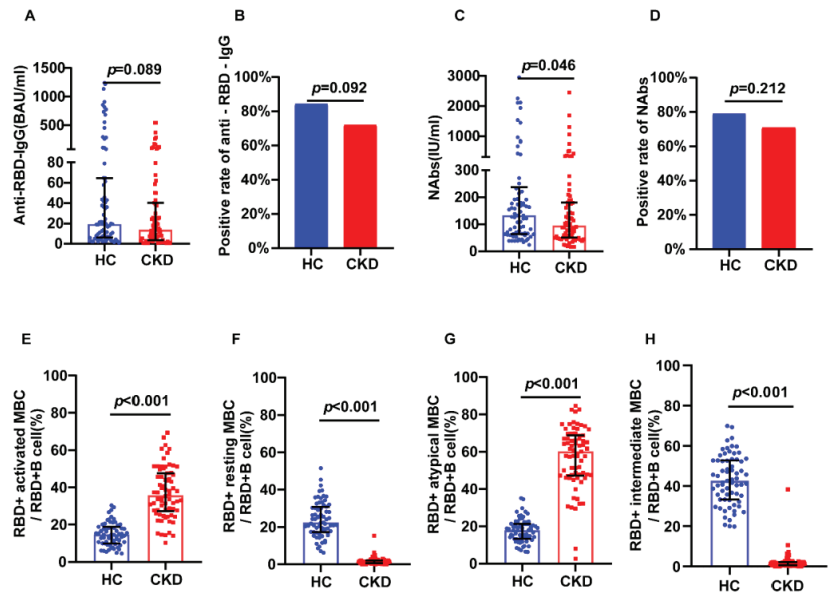 A
Anti-RBD-IgG(BAU/ml)
1500
1000
500
80
60
40
20
0
p=0.089
HC CKD
B
Positive rate of anti - RBD - IgG
100%
80%
60%
40%
20%
0%
p=0.092
HC CKD
C
NAbs(IU/ml)
3000
2000
1000
300
200
100
0
p=0.046
HC CKD
D
Positive rate of NAbs
100%
80%
60%
40%
20%
0%
p=0.212
HC CKD
E
RBD+ activated MBC
/ RBD+B cell(%)
100
80
60
40
20
0
p<0.001
HC CKD
F
RBD+ resting MBC
/ RBD+B cell(%)
100
80
60
40
20
0
p<0.001
HC CKD
G
RBD+ atypical MBC
/ RBD+B cell(%)
100
80
60
40
20
0
p<0.001
HC CKD
H
RBD+ intermediate MBC
/ RBD+B cell(%)
100
80
60
40
20
0
p<0.001
HC CKD